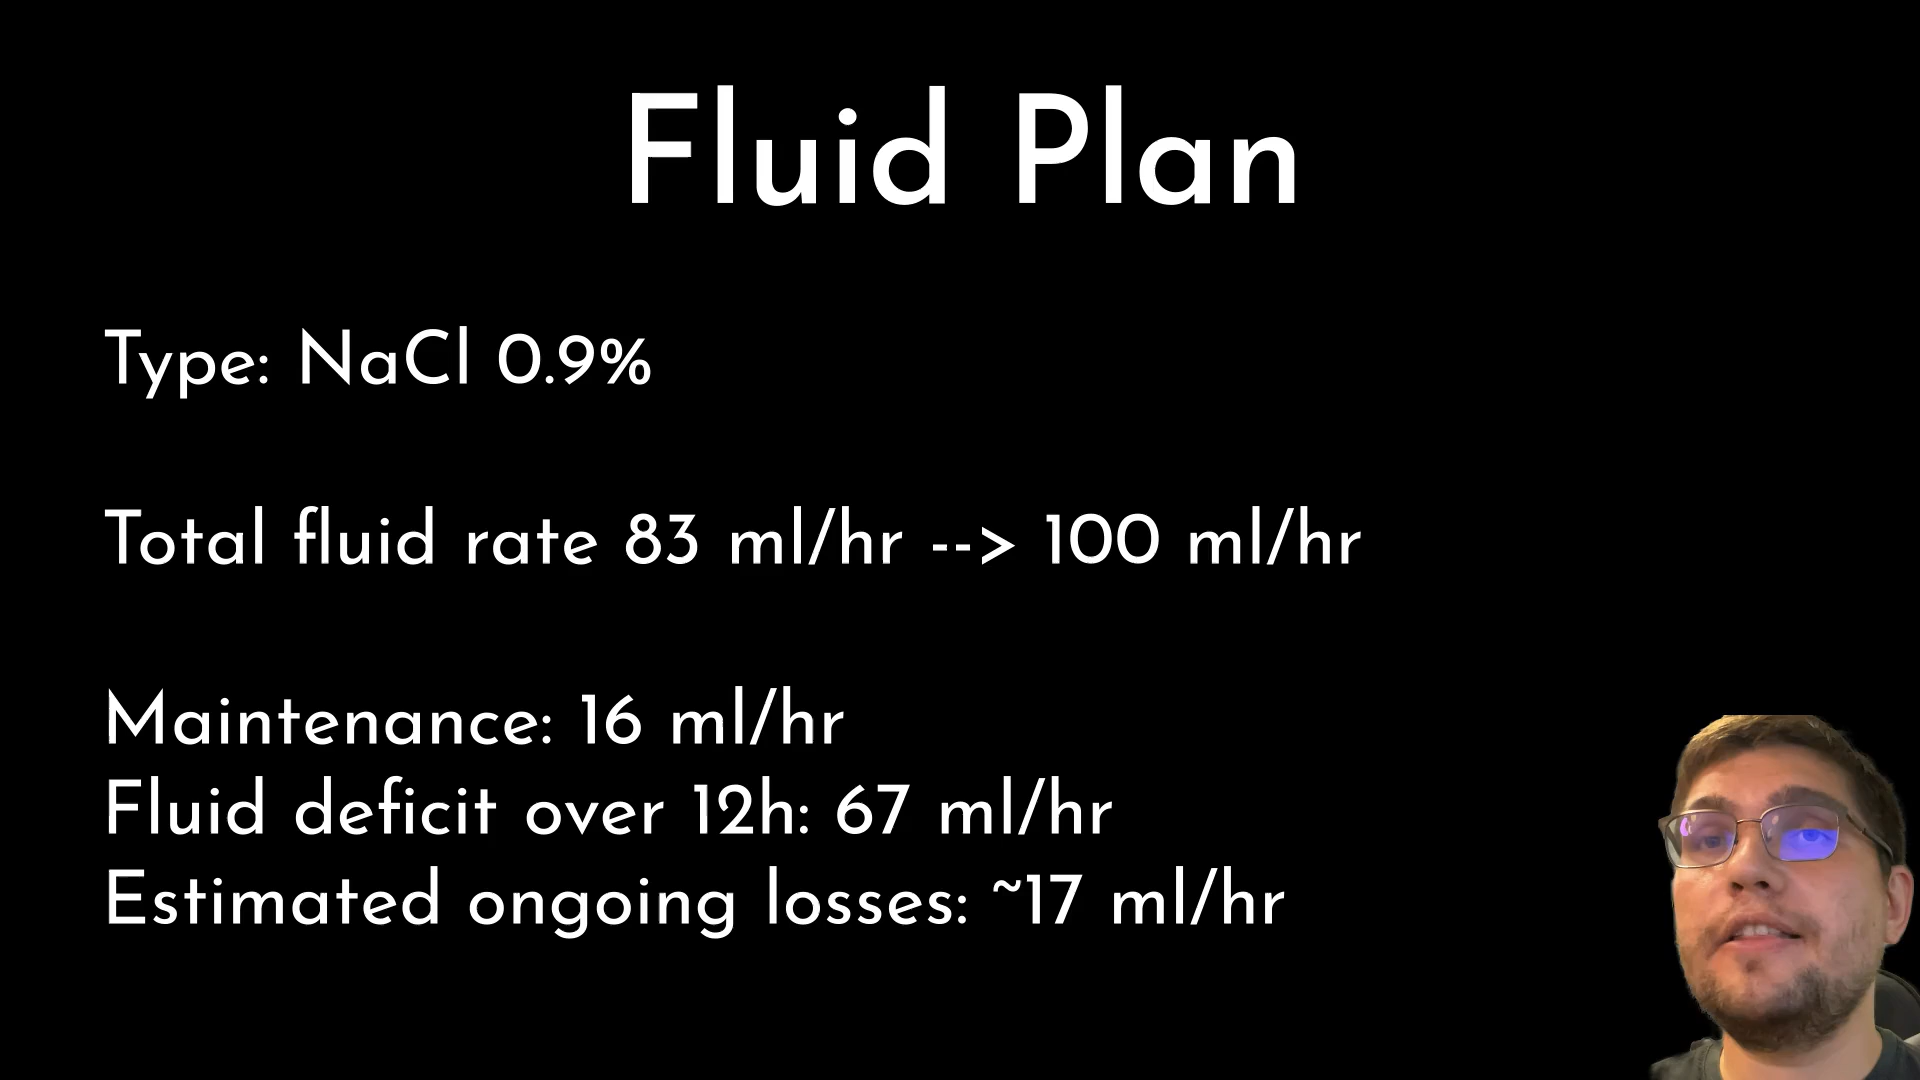 Fluid Plan
Type: NaCl 0.9%
Total fluid rate 83 ml/hr --> 100 ml/hr
Maintenance: 16 ml/hr
Fluid deficit over 12h: 67 ml/hr
Estimated ongoing losses: ~17 ml/hr